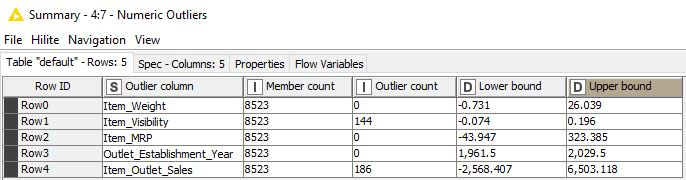 Summary - 4:7 - Numeric Outliers
File Hilite Navigation View
Table "default" - Rows: 5 Spec - Columns: 5 Properties Flow Variables
Row ID S Outlier column I Member count I Outlier count D Lower bound D Upper bound
Row0 Item_Weight 8523 0 -0.731 26.039
Row1 Item_Visibility 8523 144 -0.074 0.196
Row2 Item_MRP 8523 0 -43.947 323.385
Row3 Outlet_Establishment_Year 8523 0 1,961.5 2,029.5
Row4 Item_Outlet_Sales 8523 186 -2,568.407 6,503.118